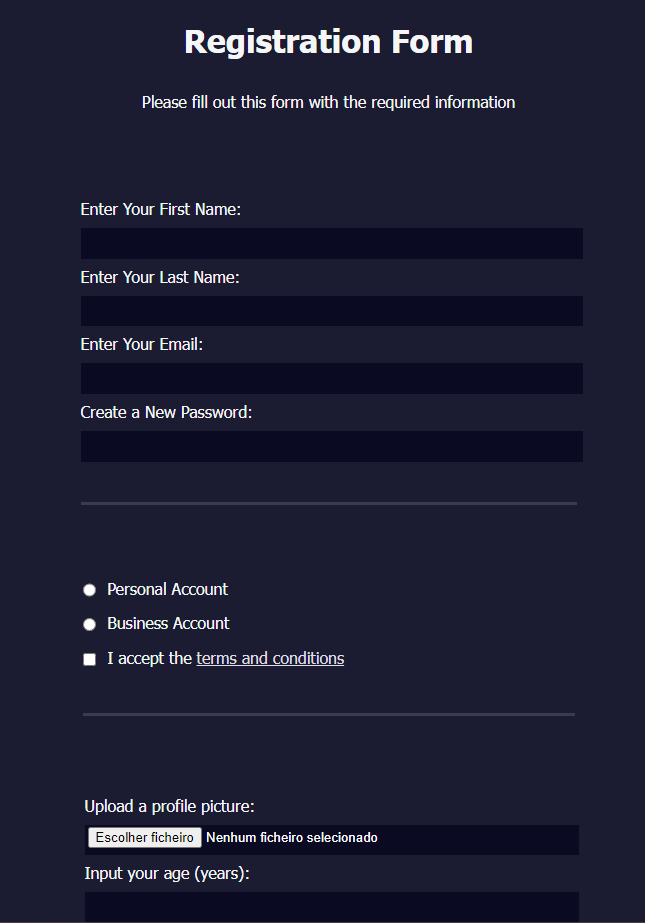 Registration Form
Please fill out this form with the required information
Enter Your First Name:
Enter Your Last Name:
Enter Your Email:
Create a New Password:
Personal Account
Business Account
I accept the terms and conditions
Upload a profile picture:
Escolher ficheiro Nenhum ficheiro selecionado
Input your age (years):